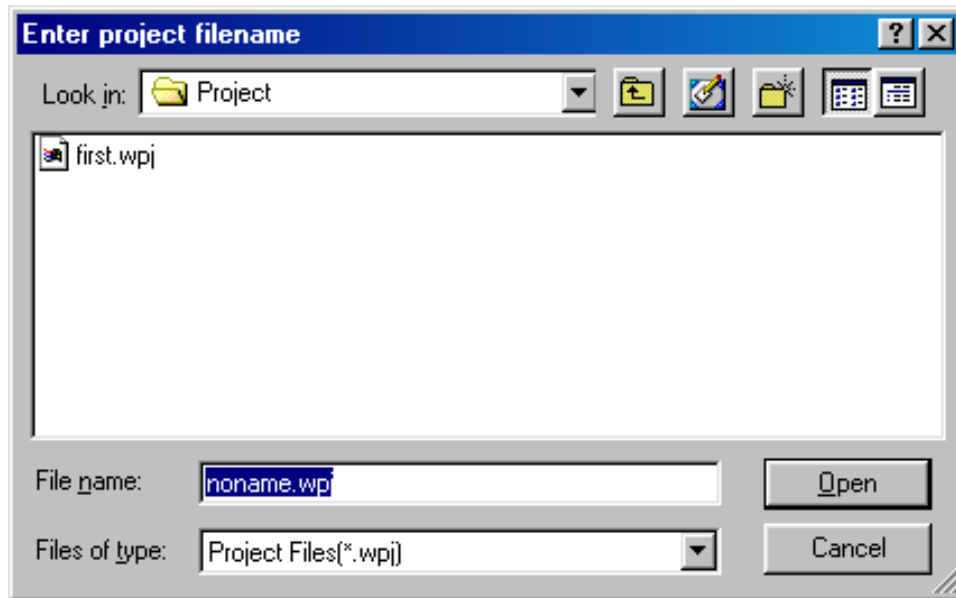 Enter project filename
Look in: Project
first.wpj
File name: noname.wpj Open
Files of type: Project Files(*.wpj) Cancel